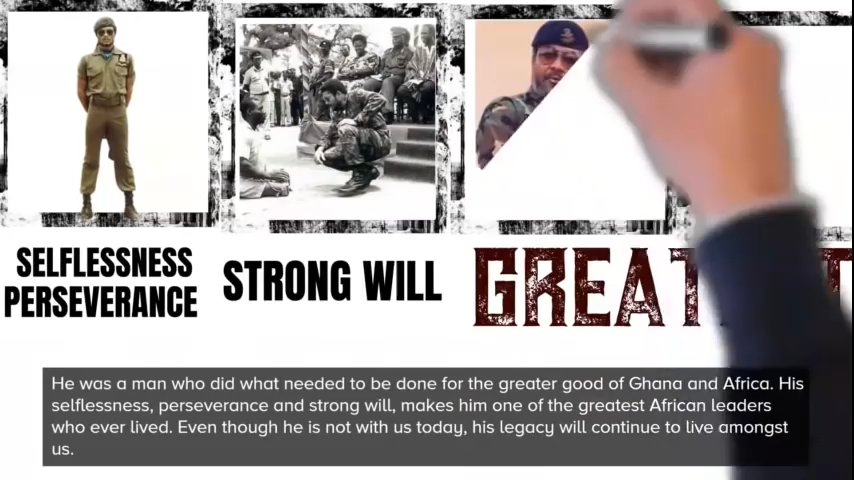 SELFLESSNESS
PERSEVERANCE
STRONG WILL
He was a man who did what needed to be done for the greater good of Ghana and Africa. His
selflessness, perseverance and strong will, makes him one of the greatest African leaders
who ever lived. Even though he is not with us today, his legacy will continue to live amongst
us.